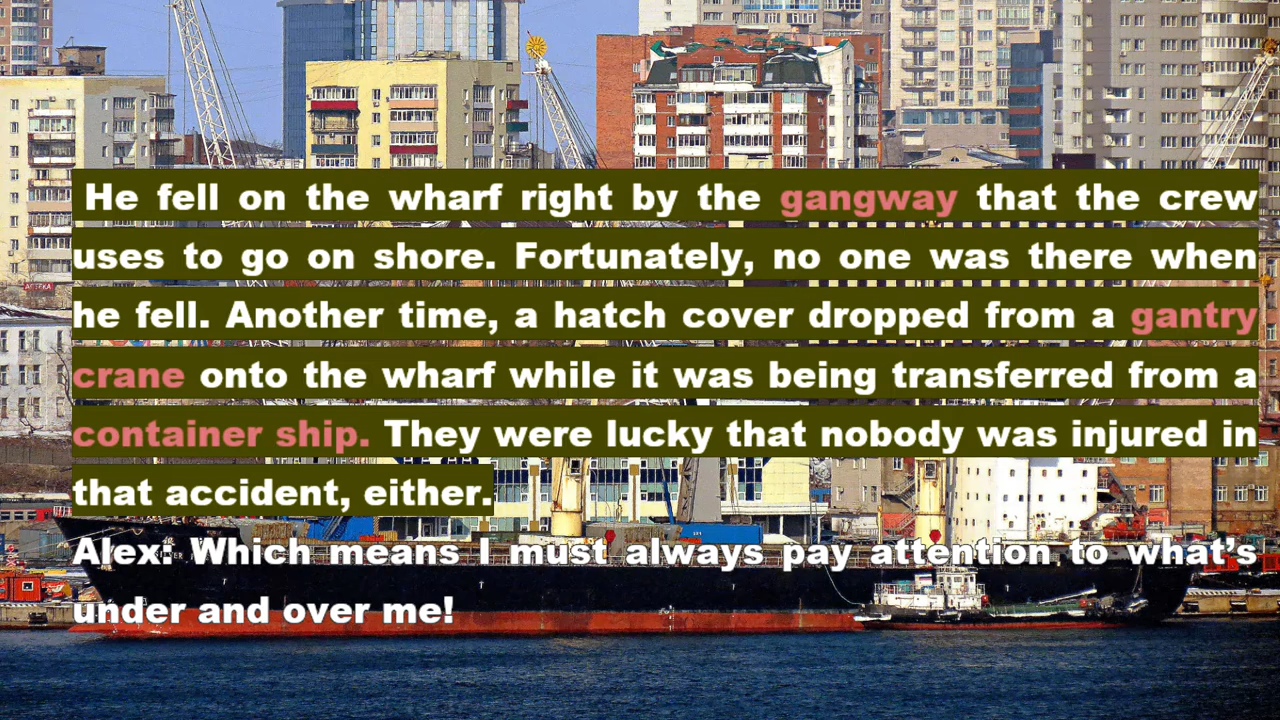 He fell on the wharf right by the gangway that the crew
uses to go on shore. Fortunately, no one was there when
he fell. Another time, a hatch cover dropped from a gantry
crane onto the wharf while it was being transferred from a
container ship. They were lucky that nobody was injured in
that accident, either.
Alex: Which means I must always pay attention to what's
under and over me!
АПТЕКА